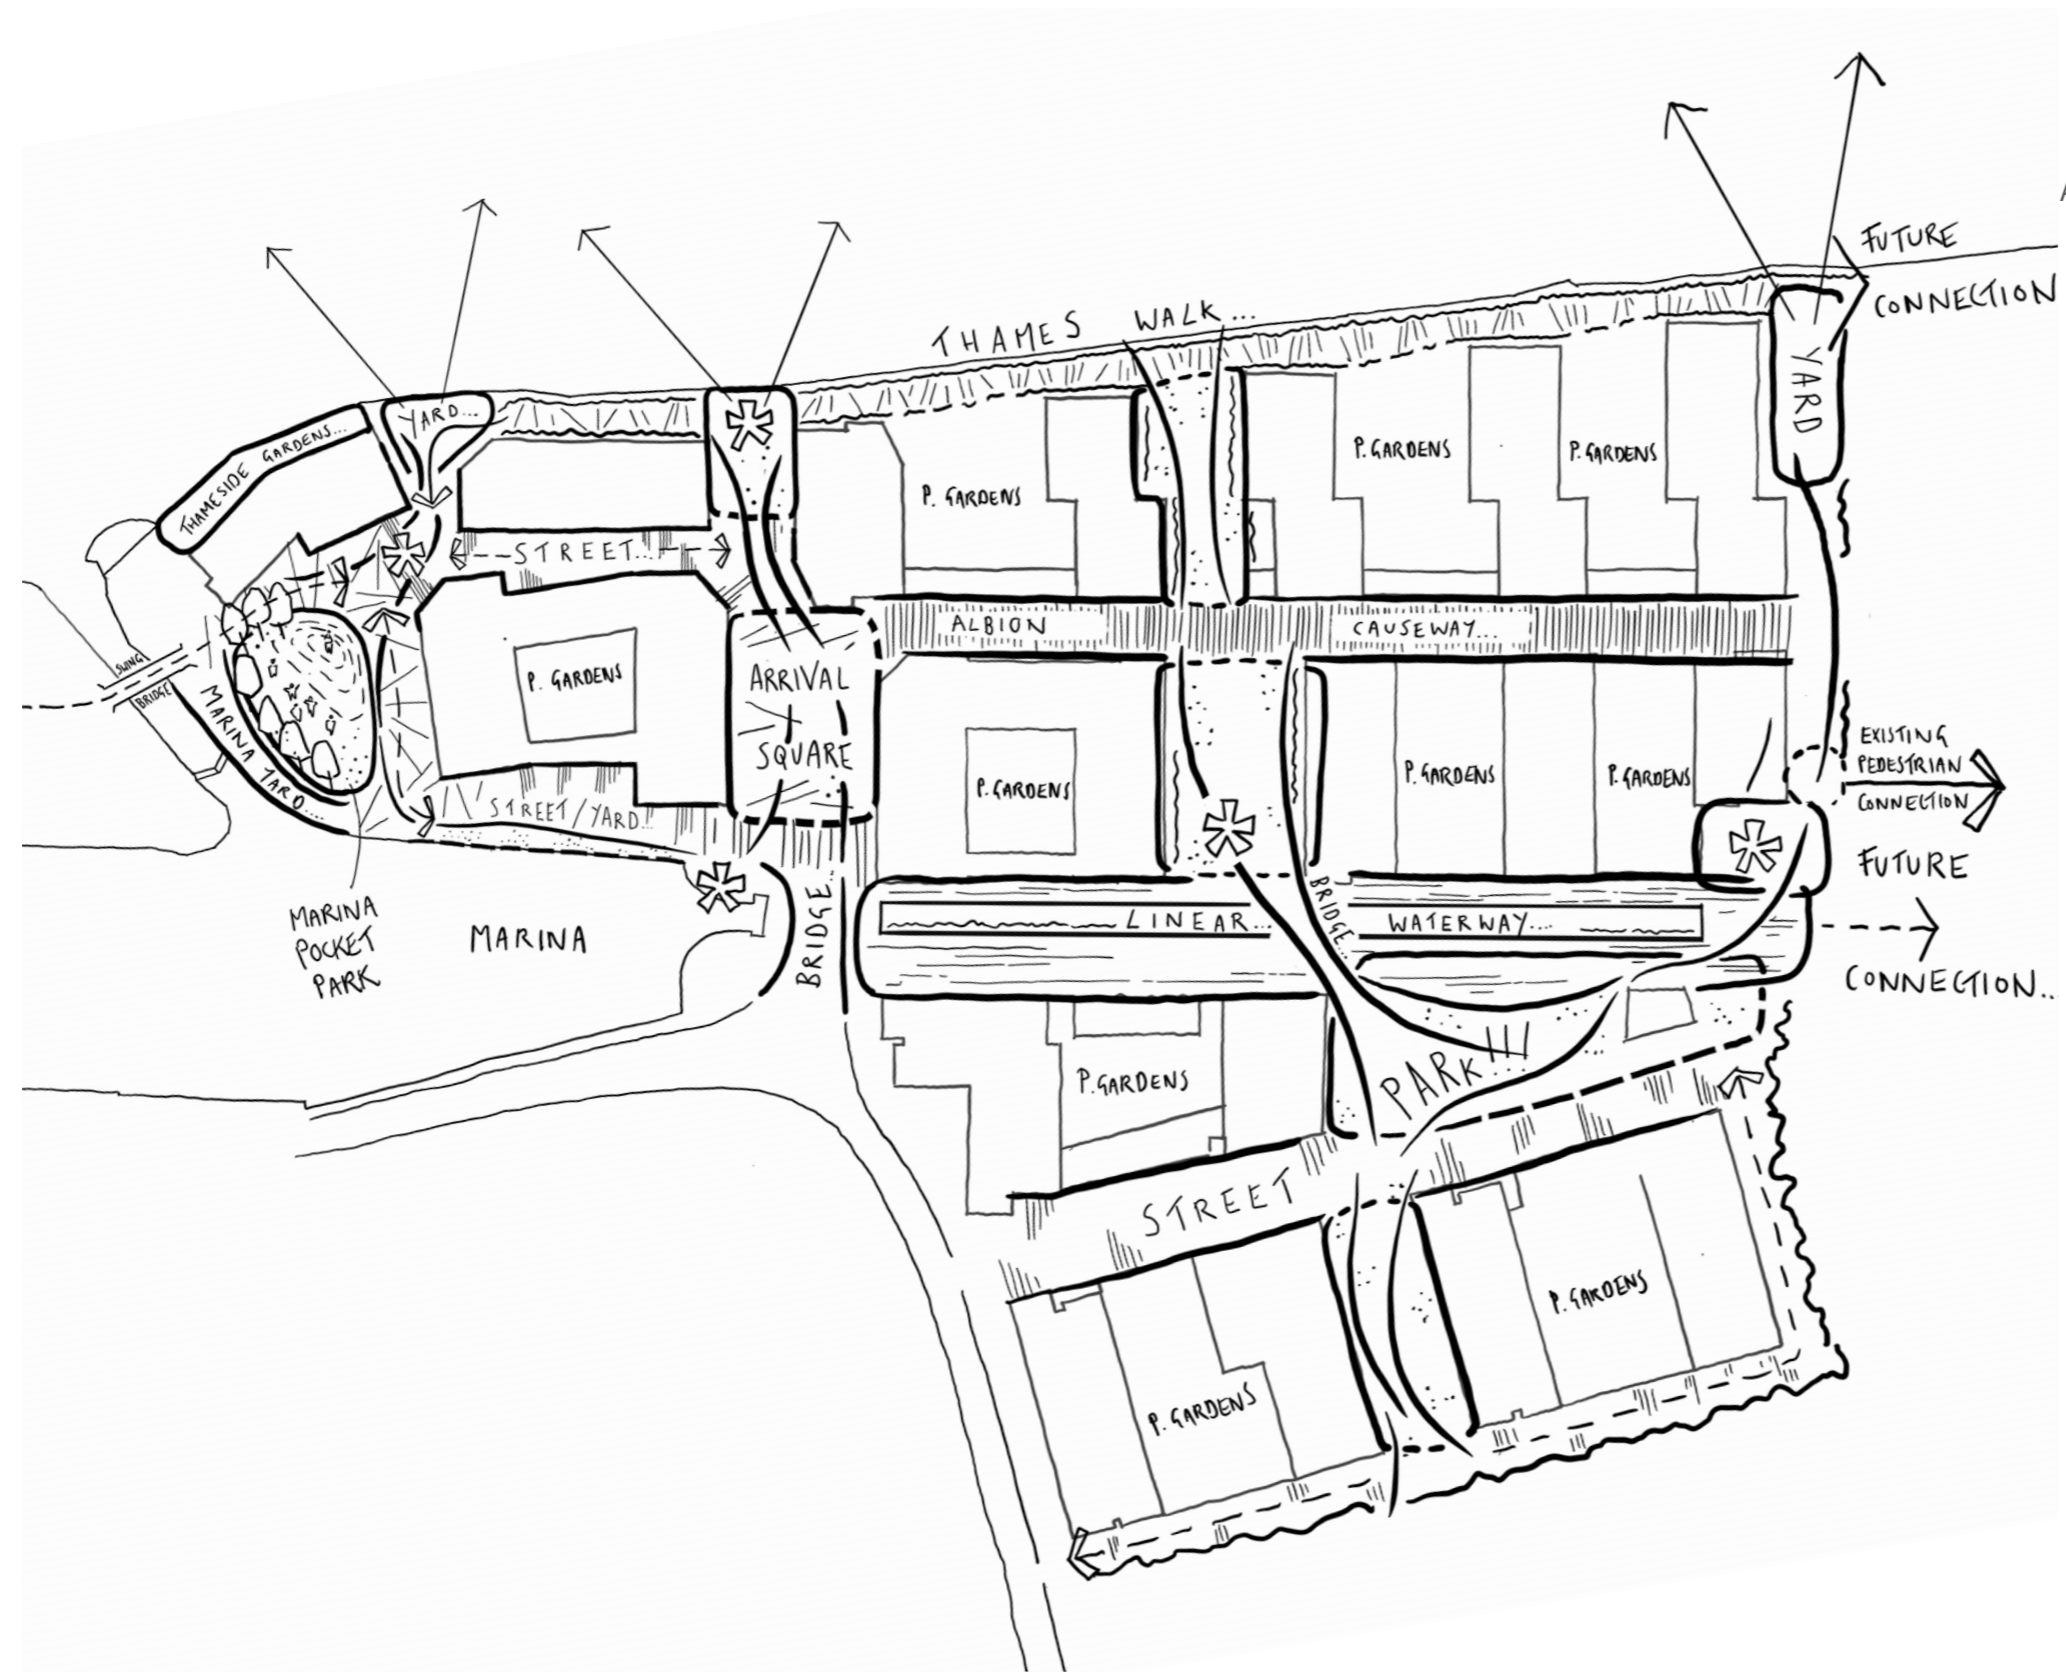 FUTURE
CONNECTION
THAMES WALK...
YARD...
THAMESIDE GARDENS...
YARD
P. GARDENS
P. GARDENS
P. GARDENS
STREET...
ALBION CAUSEWAY...
SWING
BRIDGE
MARINA YARD...
P. GARDENS
ARRIVAL
SQUARE
STREET/YARD..
P. GARDENS
P. GARDENS
P. GARDENS
EXISTING
PEDESTRIAN
CONNECTION
FUTURE
CONNECTION..
MARINA
POCKET
PARK
MARINA
BRIDGE..
LINEAR... WATERWAY...
BRIDGE...
P. GARDENS
PARK!!!
STREET
P. GARDENS
P. GARDENS